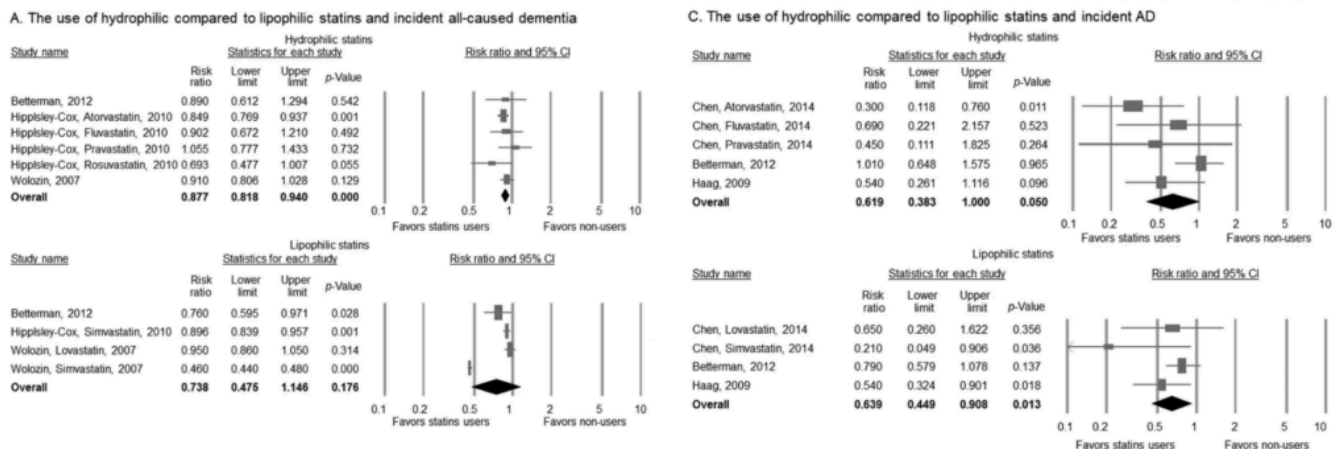 A. The use of hydrophilic compared to lipophilic statins and incident all-caused dementia
Hydrophilic statins
Study name Statistics for each study Risk ratio and 95% CI
Risk ratio Lower limit Upper limit p-Value
Betterman, 2012 0.890 0.612 1.294 0.542
Hipplsley-Cox, Atorvastatin, 2010 0.849 0.769 0.937 0.001
Hipplsley-Cox, Fluvastatin, 2010 0.902 0.672 1.210 0.492
Hipplsley-Cox, Pravastatin, 2010 1.055 0.777 1.433 0.732
Hipplsley-Cox, Rosuvastatin, 2010 0.693 0.477 1.007 0.055
Wolozin, 2007 0.910 0.806 1.028 0.129
Overall 0.877 0.818 0.940 0.000
0.1 0.2 0.5 1 2 5 10
Favors statins users Favors non-users
Lipophilic statins
Study name Statistics for each study Risk ratio and 95% CI
Risk ratio Lower limit Upper limit p-Value
Betterman, 2012 0.760 0.595 0.971 0.028
Hipplsley-Cox, Simvastatin, 2010 0.896 0.839 0.957 0.001
Wolozin, Lovastatin, 2007 0.950 0.860 1.050 0.314
Wolozin, Simvastatin, 2007 0.460 0.440 0.480 0.000
Overall 0.738 0.475 1.146 0.176
0.1 0.2 0.5 1 2 5 10
Favors statins users Favors non-users
C. The use of hydrophilic compared to lipophilic statins and incident AD
Hydrophilic statins
Study name Statistics for each study Risk ratio and 95% CI
Risk ratio Lower limit Upper limit p-Value
Chen, Atorvastatin, 2014 0.300 0.118 0.760 0.011
Chen, Fluvastatin, 2014 0.690 0.221 2.157 0.523
Chen, Pravastatin, 2014 0.450 0.111 1.825 0.264
Betterman, 2012 1.010 0.648 1.575 0.965
Haag, 2009 0.540 0.261 1.116 0.096
Overall 0.619 0.383 1.000 0.050
0.1 0.2 0.5 1 2 5 10
Favors statins users Favors non-users
Lipophilic statins
Study name Statistics for each study Risk ratio and 95% CI
Risk ratio Lower limit Upper limit p-Value
Chen, Lovastatin, 2014 0.650 0.260 1.622 0.356
Chen, Simvastatin, 2014 0.210 0.049 0.906 0.036
Betterman, 2012 0.790 0.579 1.078 0.137
Haag, 2009 0.540 0.324 0.901 0.018
Overall 0.639 0.449 0.908 0.013
0.1 0.2 0.5 1 2 5 10
Favors statins users Favors non-users